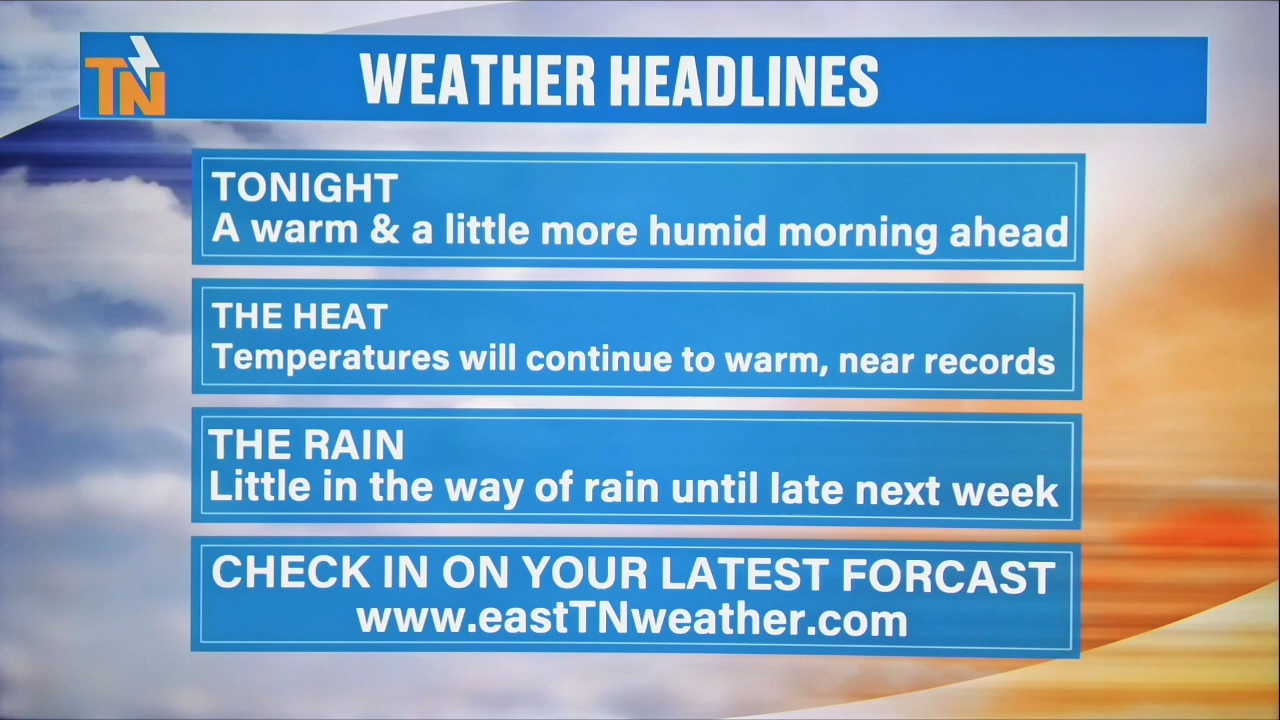 TN
WEATHER HEADLINES
TONIGHT
A warm & a little more humid morning ahead
THE HEAT
Temperatures will continue to warm, near records
THE RAIN
Little in the way of rain until late next week
CHECK IN ON YOUR LATEST FORCAST
www.eastTNweather.com